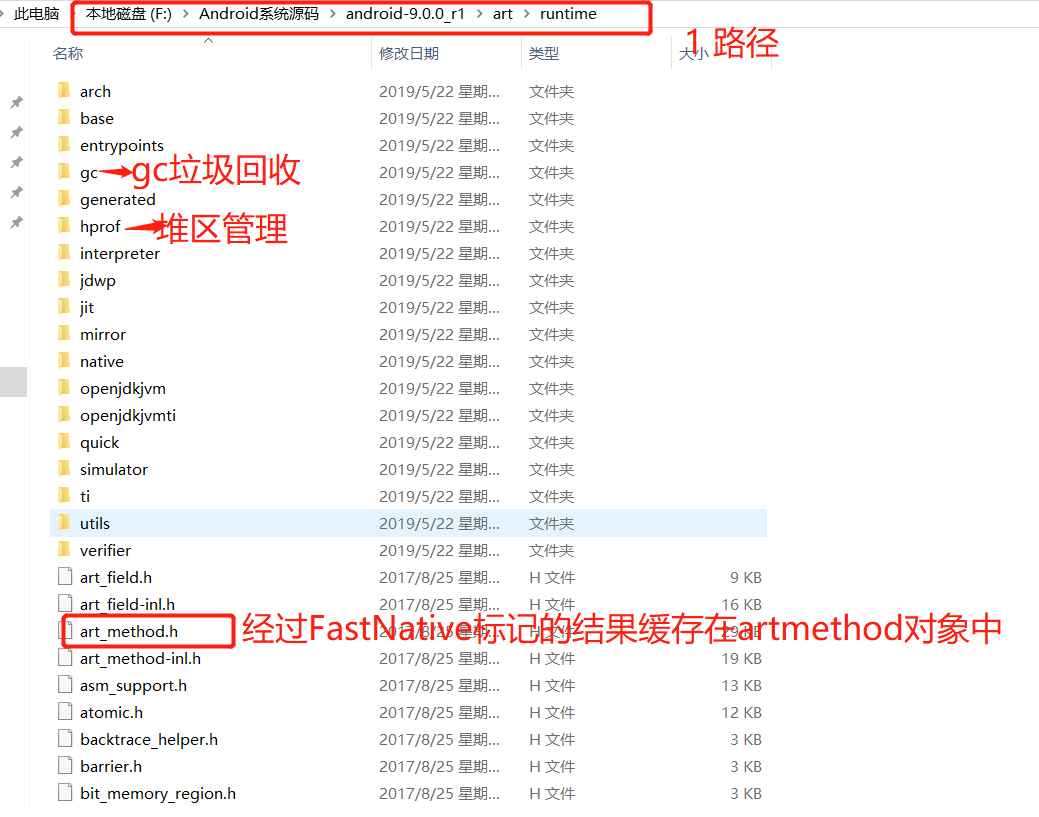 此电脑 > 本地磁盘 (F:) > Android系统源码 > android-9.0.0_r1 > art > runtime
1 路径
名称 修改日期 类型 大小
arch 2019/5/22 星期... 文件夹
base 2019/5/22 星期... 文件夹
entrypoints 2019/5/22 星期... 文件夹
gc 2019/5/22 星期... 文件夹
gc垃圾回收
generated 2019/5/22 星期... 文件夹
hprof 2019/5/22 星期... 文件夹
堆区管理
interpreter 2019/5/22 星期... 文件夹
jdwp 2019/5/22 星期... 文件夹
jit 2019/5/22 星期... 文件夹
mirror 2019/5/22 星期... 文件夹
native 2019/5/22 星期... 文件夹
openjdkjvm 2019/5/22 星期... 文件夹
openjdkjvmti 2019/5/22 星期... 文件夹
quick 2019/5/22 星期... 文件夹
simulator 2019/5/22 星期... 文件夹
ti 2019/5/22 星期... 文件夹
utils 2019/5/22 星期... 文件夹
verifier 2019/5/22 星期... 文件夹
art_field.h 2017/8/25 星期... H 文件 9 KB
art_field-inl.h 2017/8/25 星期... H 文件 16 KB
art_method.h 2017/8/25 星期... H 文件 29 KB
经过FastNative标记的结果缓存在artmethod对象中
art_method-inl.h 2017/8/25 星期... H 文件 19 KB
asm_support.h 2017/8/25 星期... H 文件 13 KB
atomic.h 2017/8/25 星期... H 文件 12 KB
backtrace_helper.h 2017/8/25 星期... H 文件 3 KB
barrier.h 2017/8/25 星期... H 文件 3 KB
bit_memory_region.h 2017/8/25 星期... H 文件 3 KB